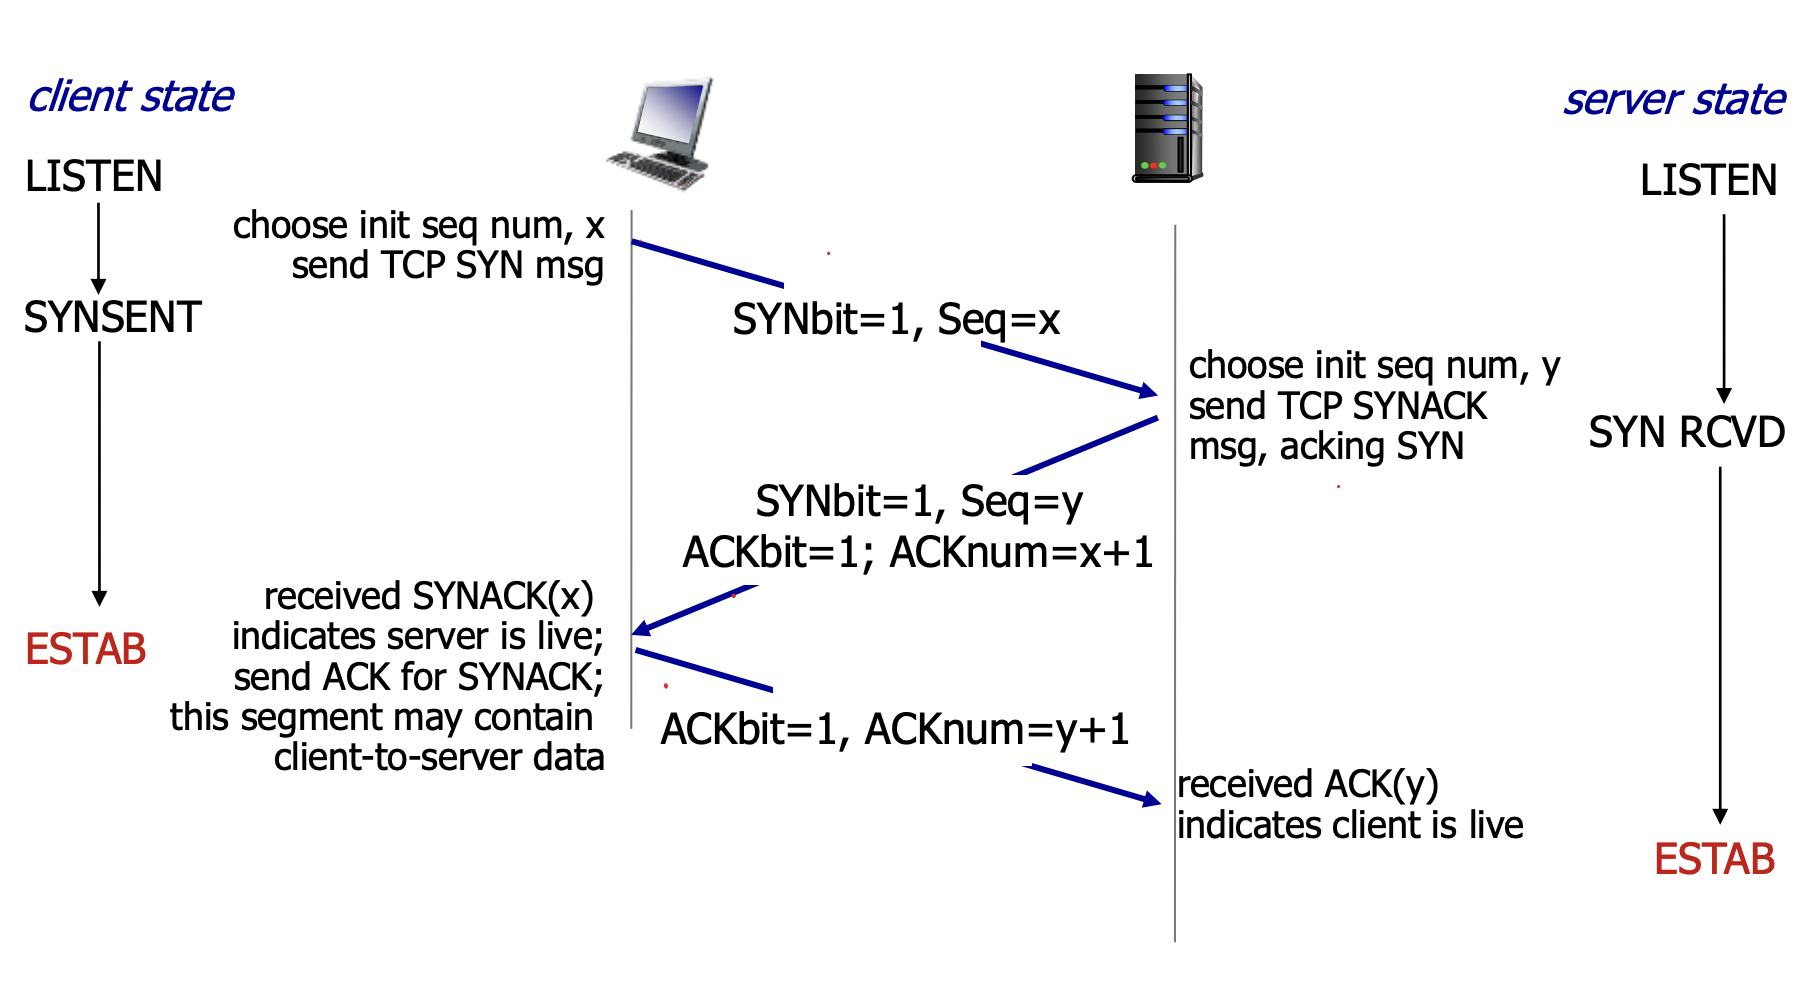 client state
server state
LISTEN
LISTEN
choose init seq num, x
send TCP SYN msg
SYNSENT
SYNbit=1, Seq=x
choose init seq num, y
send TCP SYNACK
msg, acking SYN
SYN RCVD
SYNbit=1, Seq=y
ACKbit=1; ACKnum=x+1
received SYNACK(x)
indicates server is live;
send ACK for SYNACK;
this segment may contain
client-to-server data
ESTAB
ACKbit=1, ACKnum=y+1
received ACK(y)
indicates client is live
ESTAB